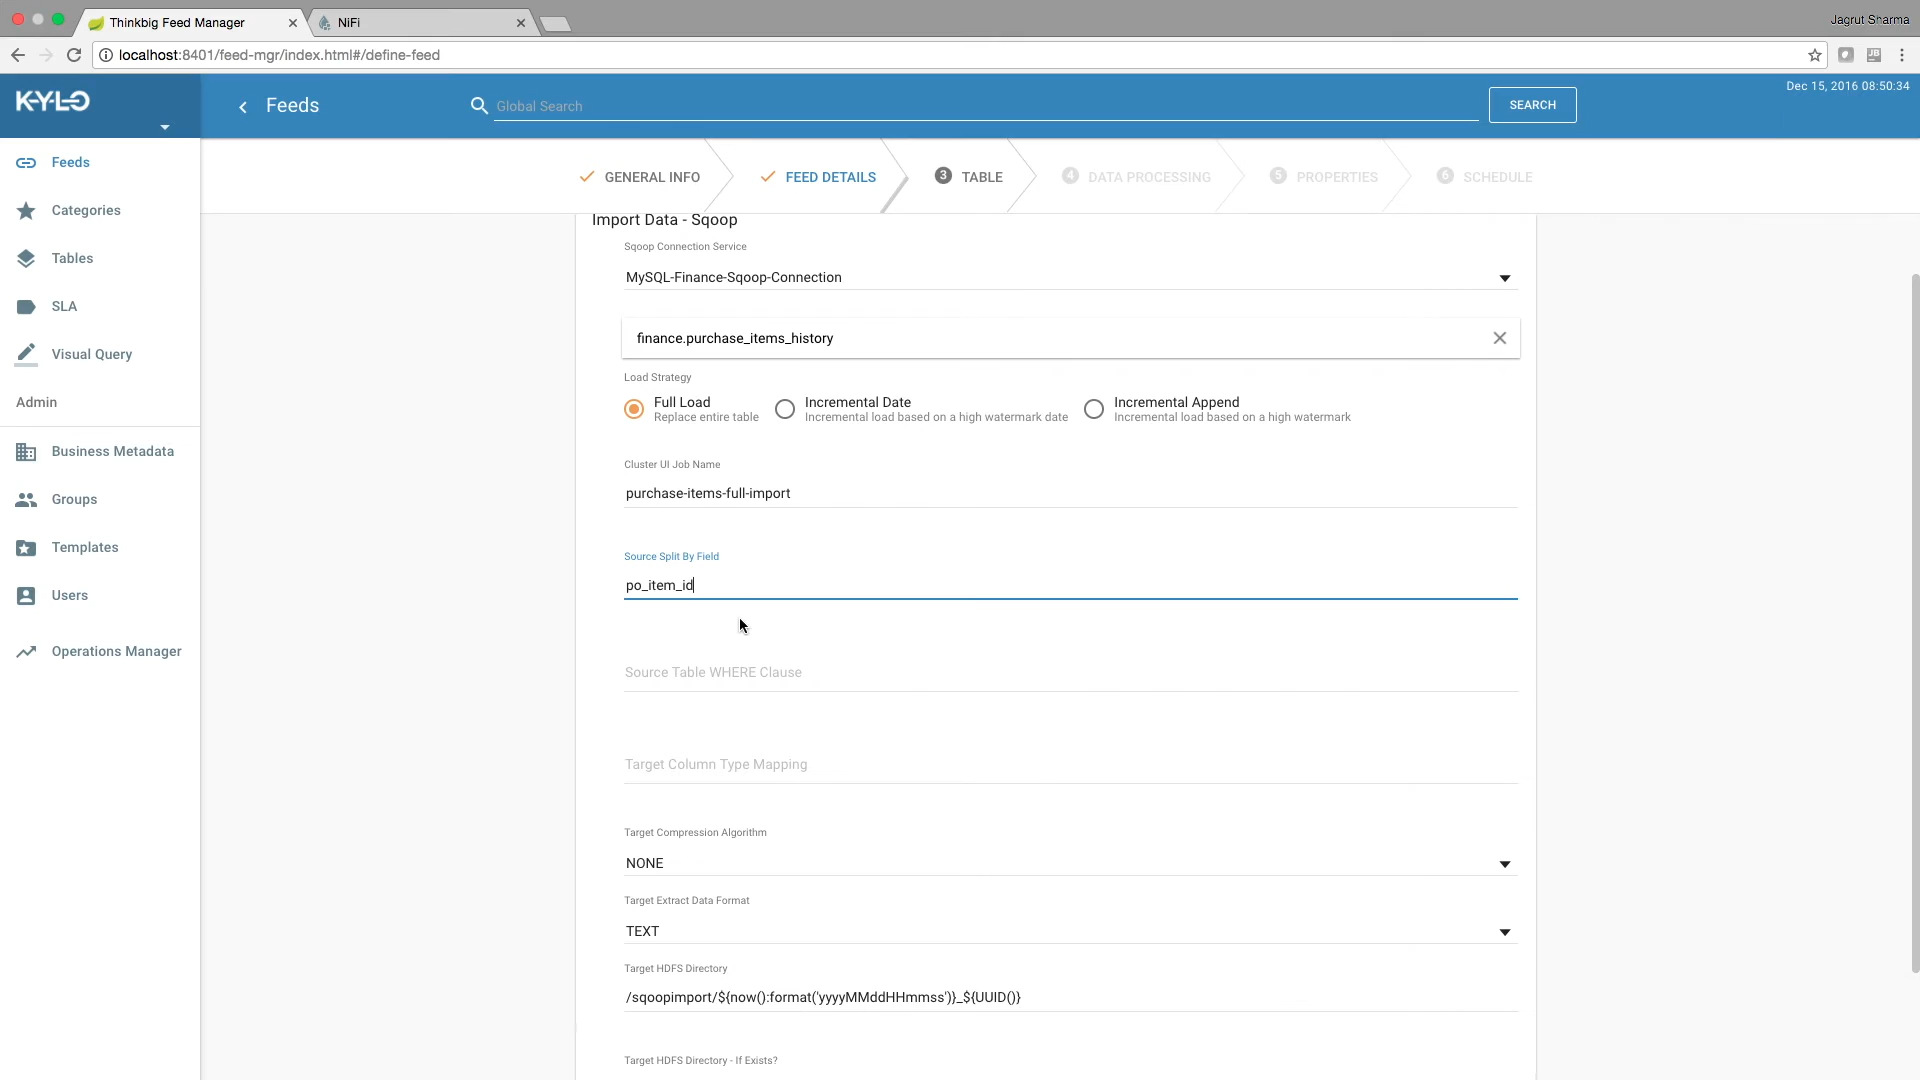 Thinkbig Feed Manager
NiFi
Jagrut Sharma
localhost:8401/feed-mgr/index.html#/define-feed
KYLO
Feeds
Global Search
SEARCH
Dec 15, 2016 08:50:34
Feeds
Categories
Tables
SLA
Visual Query
Admin
Business Metadata
Groups
Templates
Users
Operations Manager
GENERAL INFO
FEED DETAILS
3 TABLE
4 DATA PROCESSING
5 PROPERTIES
6 SCHEDULE
Import Data - Sqoop
Sqoop Connection Service
MySQL-Finance-Sqoop-Connection
finance.purchase_items_history
Load Strategy
Full Load
Replace entire table
Incremental Date
Incremental load based on a high watermark date
Incremental Append
Incremental load based on a high watermark
Cluster UI Job Name
purchase-items-full-import
Source Split By Field
po_item_id
Source Table WHERE Clause
Target Column Type Mapping
Target Compression Algorithm
NONE
Target Extract Data Format
TEXT
Target HDFS Directory
/sqoopimport/${now():format('yyyyMMddHHmmss')}_${UUID()}
Target HDFS Directory - If Exists?